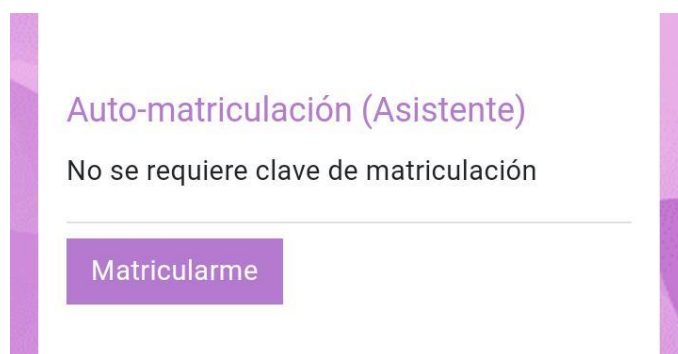 Auto-matriculación (Asistente)
No se requiere clave de matriculación
Matricularme